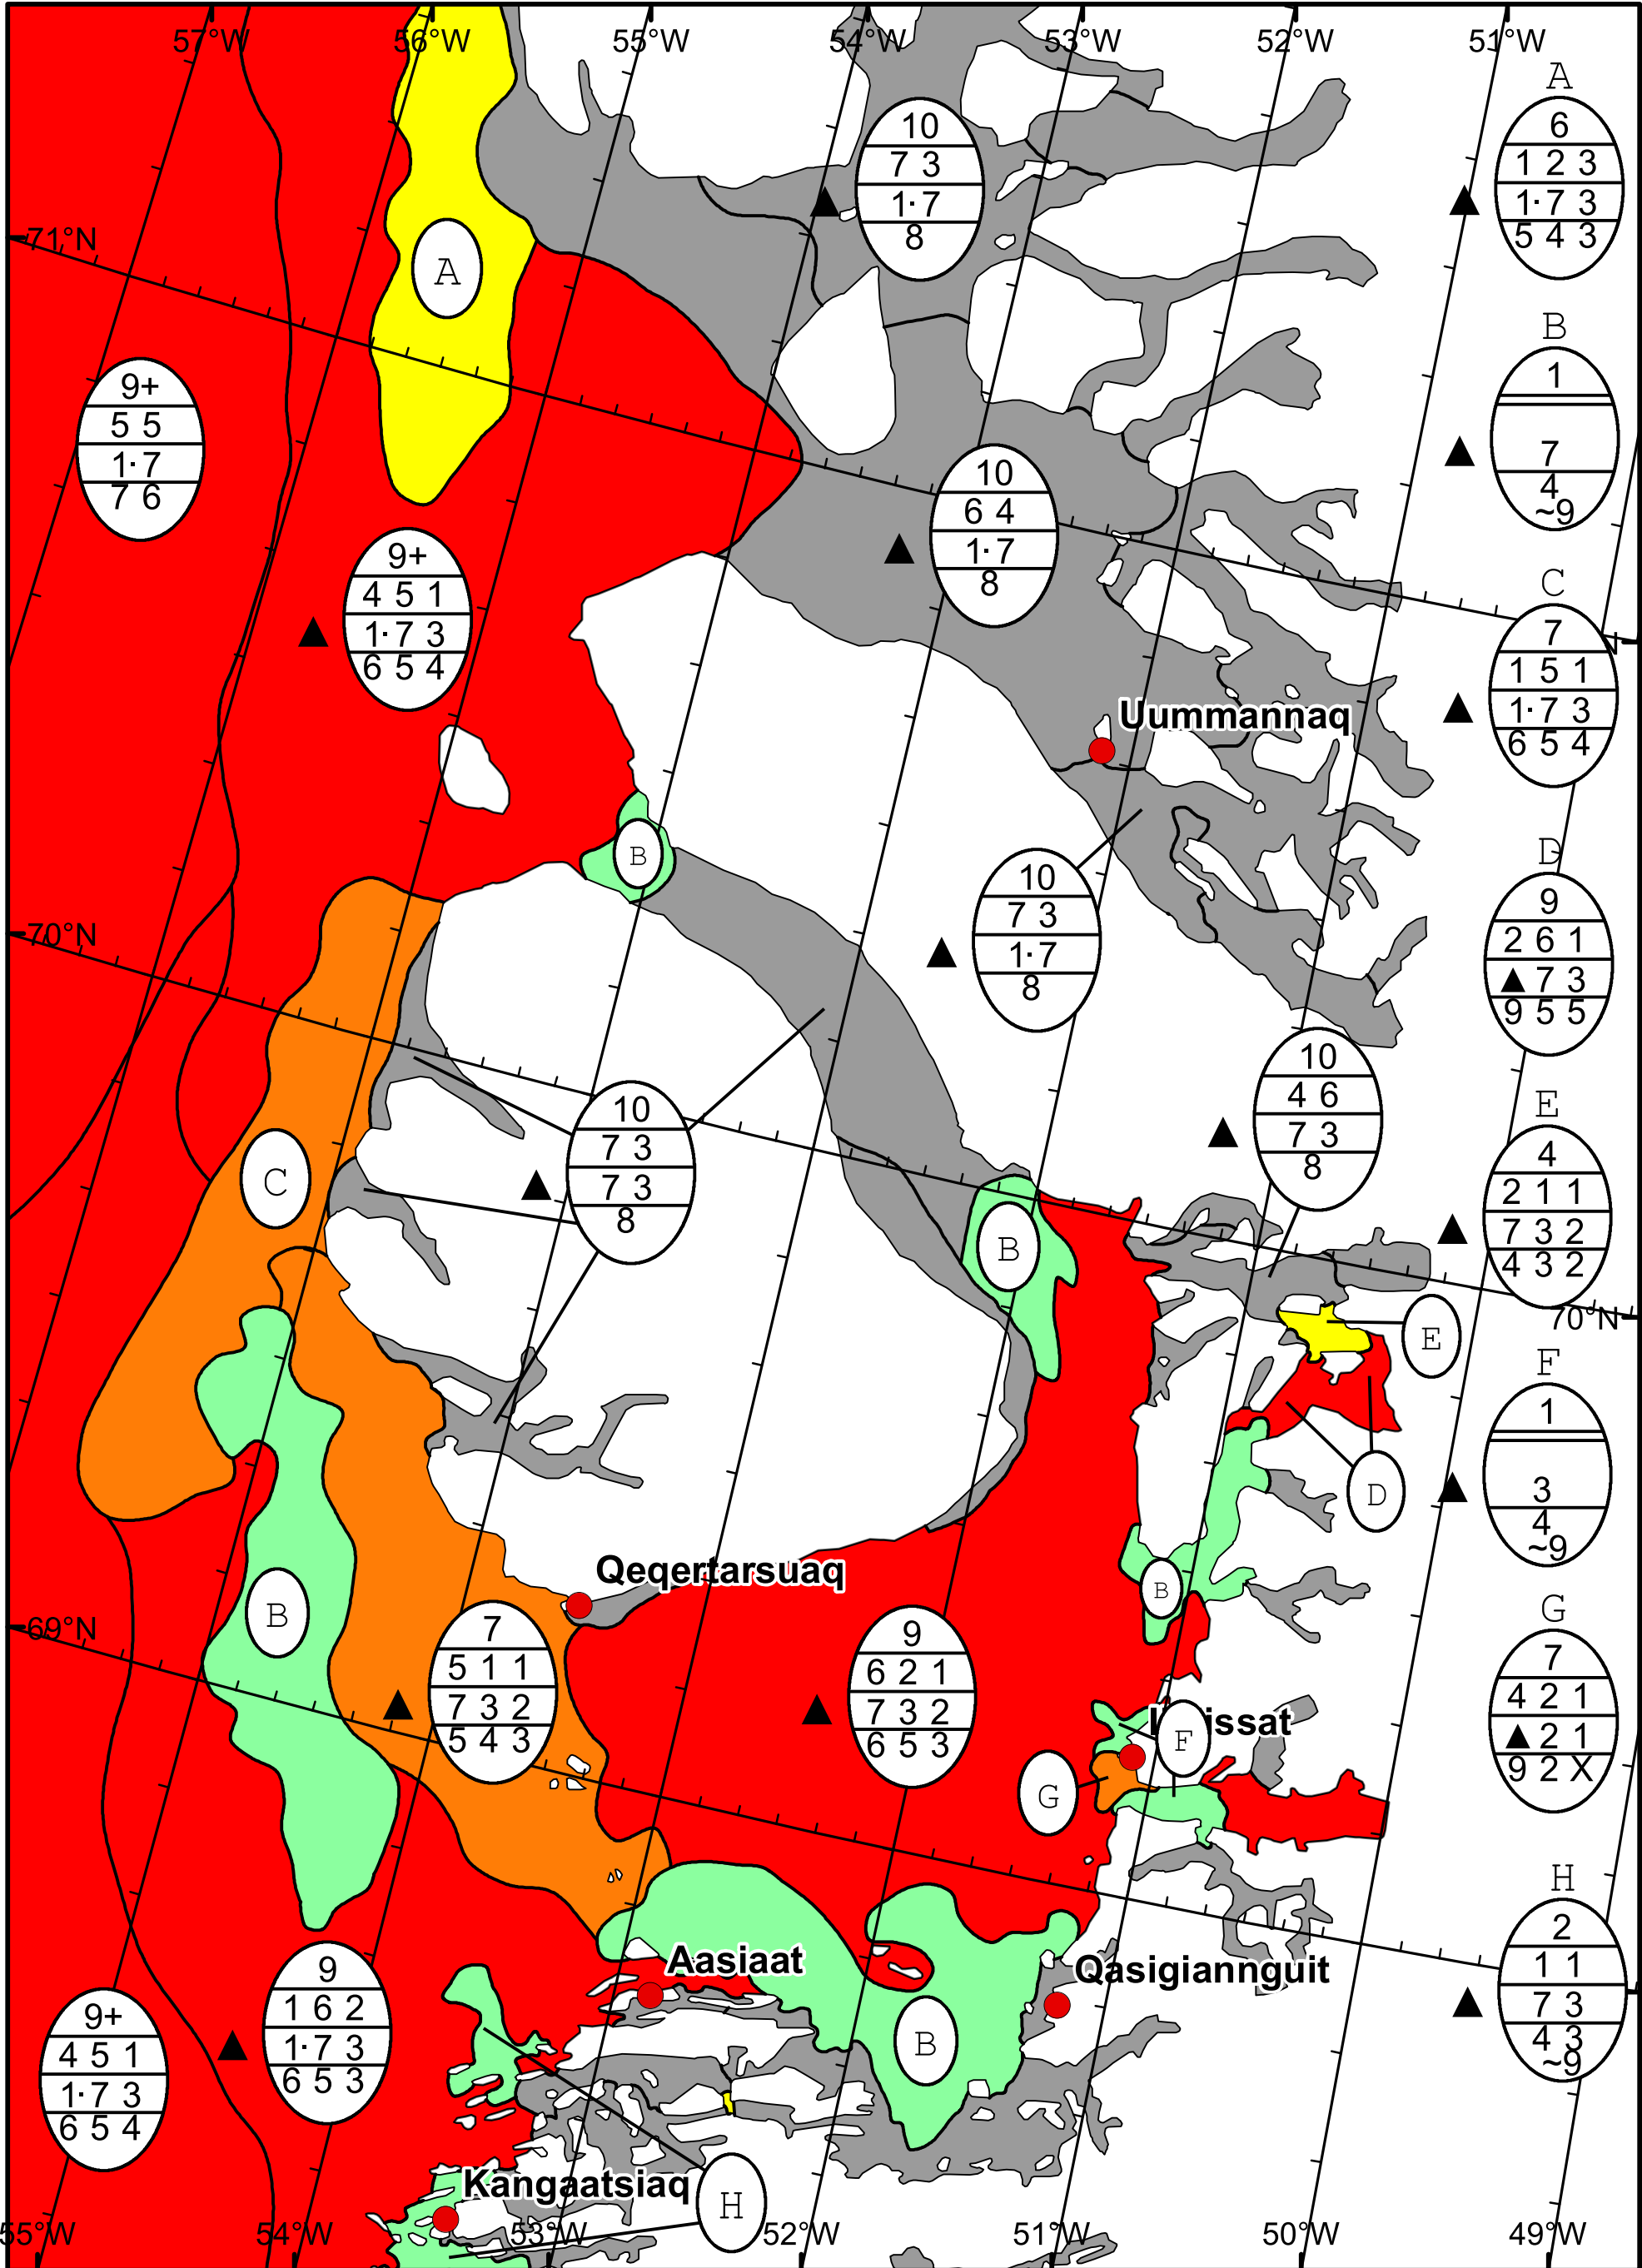 57°W 56°W 55°W 54°W 53°W 52°W 51°W
A
6
1 2 3
▲ 1· 7 3
5 4 3
10
7 3
▲ 1· 7
8
71°N
A
B
1
7
▲
4
~9
9+
5 5
1· 7
7 6
10
6 4
▲ 1· 7
8
9+
4 5 1
▲ 1· 7 3
6 5 4
C
7
1 5 1
▲ 1· 7 3
6 5 4
N
Uummannaq
B
D
9
2 6 1
▲ 7 3
9 5 5
10
7 3
▲ 1· 7
8
70°N
10
4 6
▲ 7 3
8
10
7 3
▲ 7 3
8
E
4
2 1 1
▲ 7 3 2
4 3 2
C
B
70°N
E
F
1
3
▲
4
~9
D
Qeqertarsuaq
B
B
69°N
7
5 1 1
▲ 7 3 2
5 4 3
9
6 2 1
▲ 7 3 2
6 5 3
G
7
4 2 1
▲ 2 1
9 2 X
issat
F
G
H
2
1 1
▲ 7 3
4 3
~9
Aasiaat
Qasigiannguit
B
9
1 6 2
▲ 1· 7 3
6 5 3
9+
4 5 1
1· 7 3
6 5 4
Kangaatsiaq
H
55°W 54°W 53°W 52°W 51°W 50°W 49°W